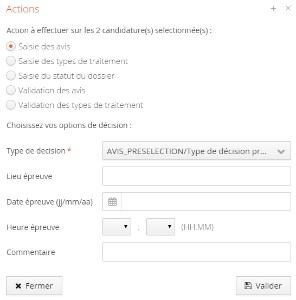 Actions
Action à effectuer sur les 2 candidature(s) selectionnée(s) :
Saisie des avis
Saisie des types de traitement
Saisie du statut du dossier
Validation des avis
Validation des types de traitement
Choisissez vos options de décision :
Type de decision * AVIS_PRESELECTION/Type de décision pr...
Lieu épreuve
Date épreuve (jj/mm/aa)
Heure épreuve : (HH:MM)
Commentaire
Fermer Valider